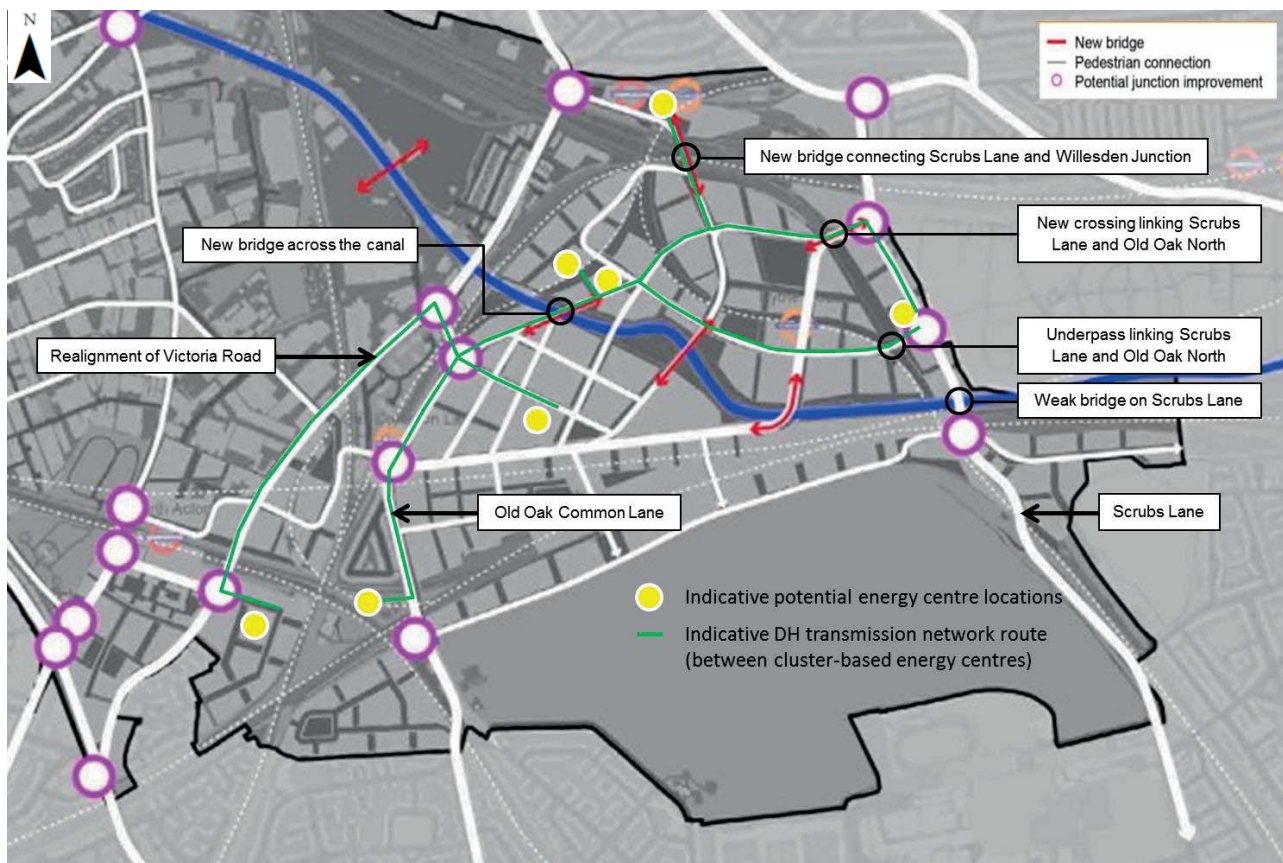 N
New bridge
Pedestrian connection
Potential junction improvement
New bridge connecting Scrubs Lane and Willesden Junction
New crossing linking Scrubs
Lane and Old Oak North
New bridge across the canal
Underpass linking Scrubs
Lane and Old Oak North
Realignment of Victoria Road
Weak bridge on Scrubs Lane
Old Oak Common Lane
Scrubs Lane
Indicative potential energy centre locations
Indicative DH transmission network route
(between cluster-based energy centres)